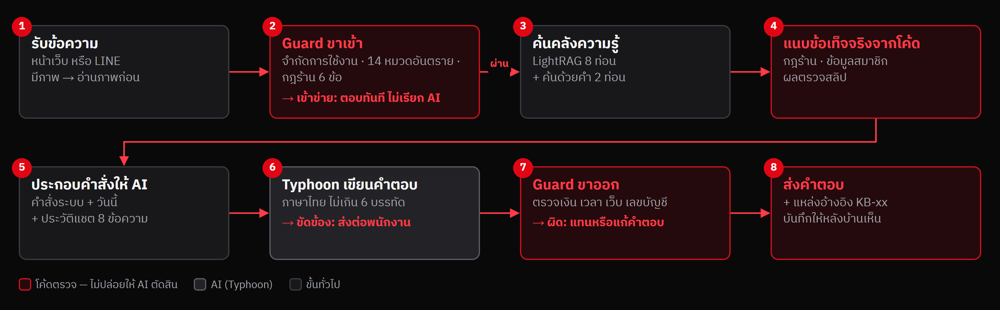 1
รับข้อความ
หน้าเว็บ หรือ LINE
มีภาพ → อ่านภาพก่อน
2
Guard ขาเข้า
จำกัดการใช้งาน · 14 หมวดอันตราย ·
กฎร้าน 6 ข้อ
→ เข้าข่าย: ตอบทันที ไม่เรียก AI
ผ่าน
3
ค้นคลังความรู้
LightRAG 8 ท่อน
+ ค้นด้วยคำ 2 ท่อน
4
แนบข้อเท็จจริงจากโค้ด
กฎร้าน · ข้อมูลสมาชิก
ผลตรวจสลิป
5
ประกอบคำสั่งให้ AI
คำสั่งระบบ + วันนี้
+ ประวัติแชต 8 ข้อความ
6
Typhoon เขียนคำตอบ
ภาษาไทย ไม่เกิน 6 บรรทัด
→ ขัดข้อง: ส่งต่อพนักงาน
7
Guard ขาออก
ตรวจเงิน เวลา เว็บ เลขบัญชี
→ ผิด: แทนหรือแก้คำตอบ
8
ส่งคำตอบ
+ แหล่งอ้างอิง KB-xx
บันทึกให้หลังบ้านเห็น
โค้ดตรวจ — ไม่ปล่อยให้ AI ตัดสิน
AI (Typhoon)
ขั้นทั่วไป